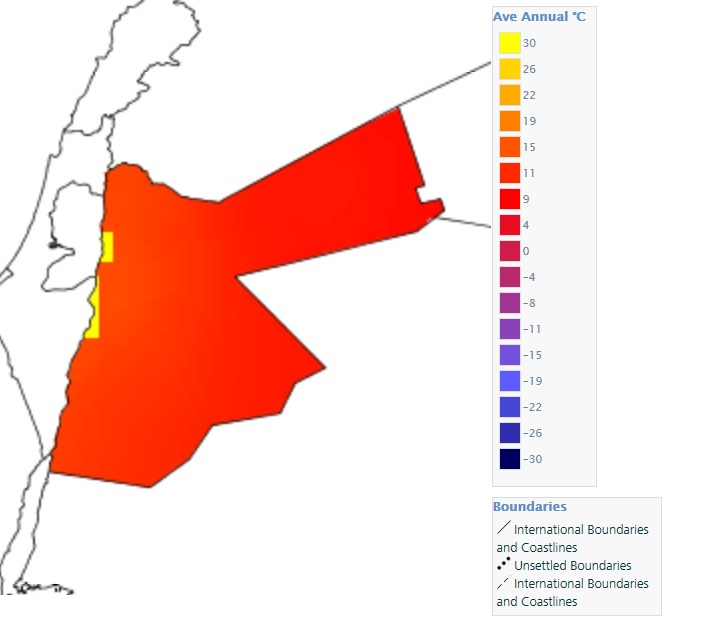 Ave Annual °C
30
26
22
19
15
11
9
4
0
-4
-8
-11
-15
-19
-22
-26
-30
Boundaries
International Boundaries
and Coastlines
Unsettled Boundaries
International Boundaries
and Coastlines